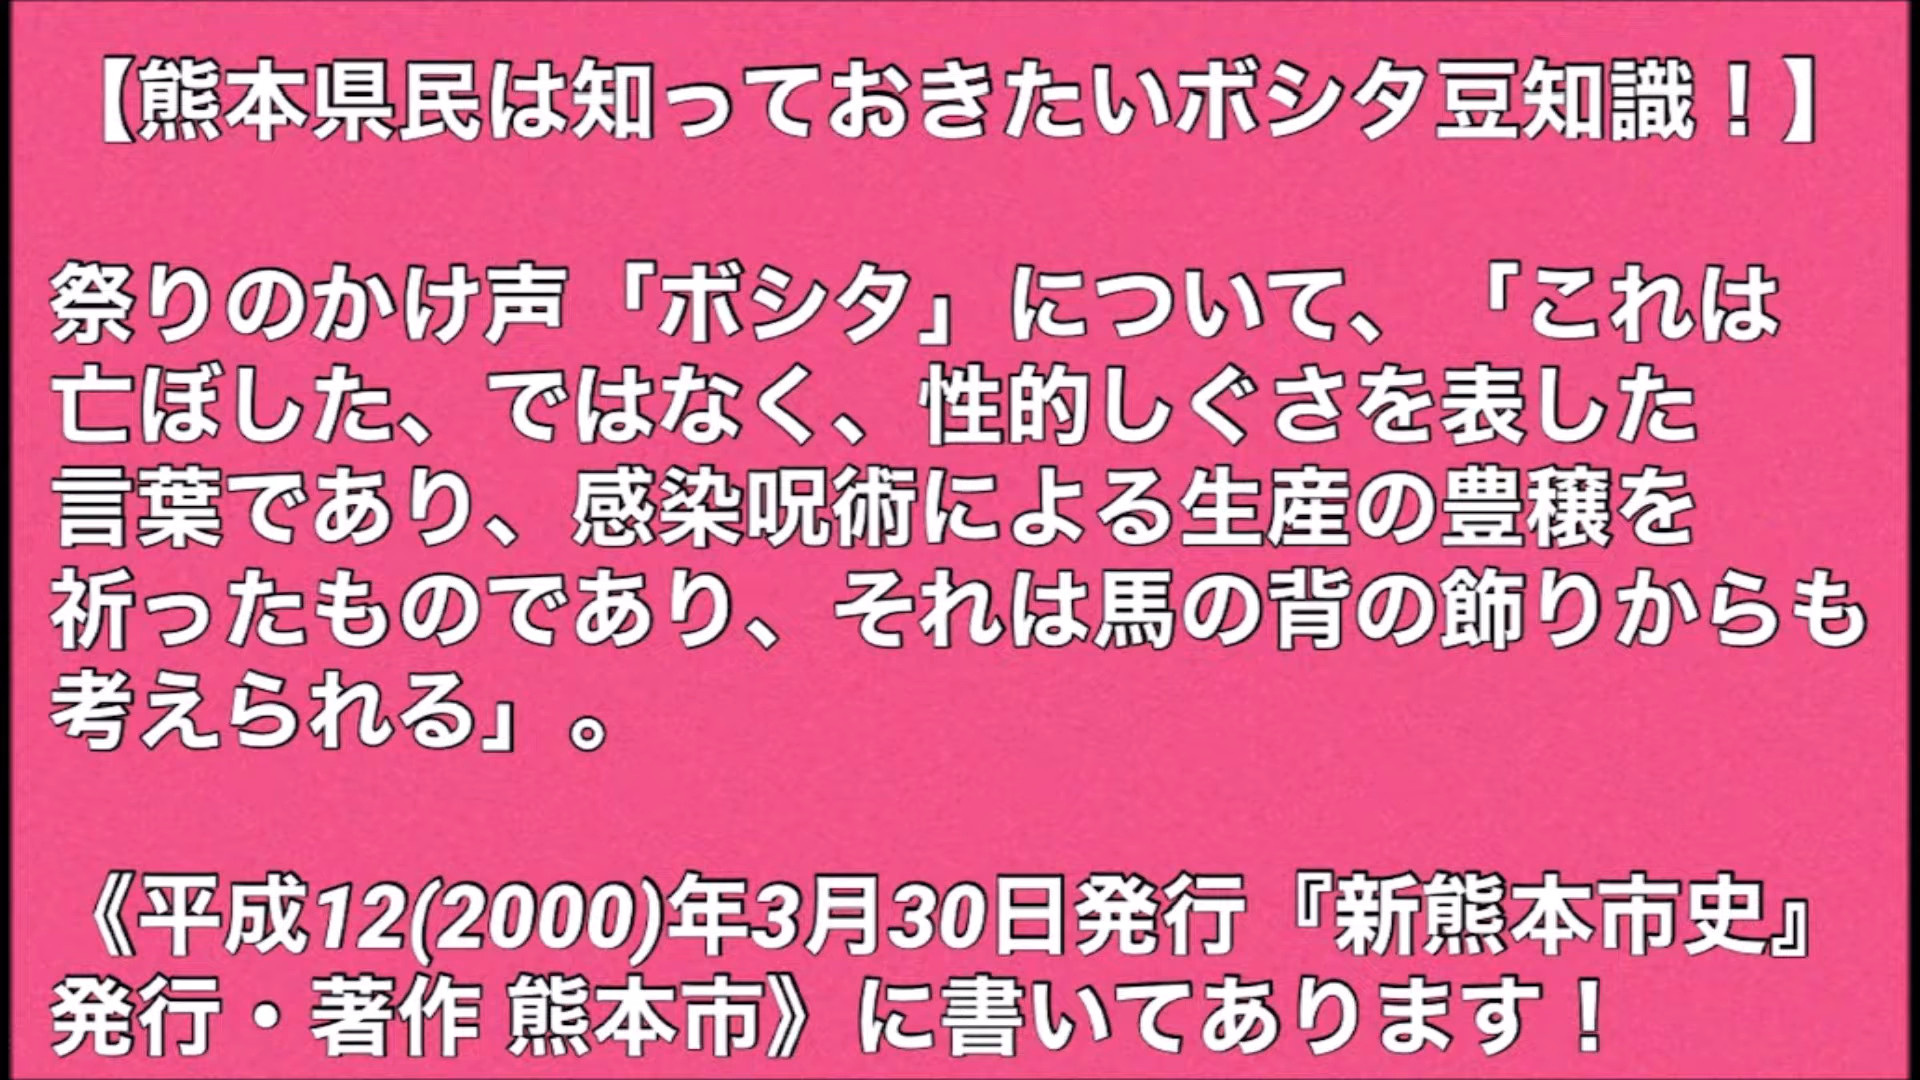 【熊本県民は知っておきたいボシタ豆知識！】
祭りのかけ声「ボシタ」について、「これは
亡ぼした、ではなく、性的しぐさを表した
言葉であり、感染呪術による生産の豊穣を
祈ったものであり、それは馬の背の飾りからも
考えられる」。
《平成12(2000)年3月30日発行『新熊本市史』
発行・著作 熊本市》に書いてあります！